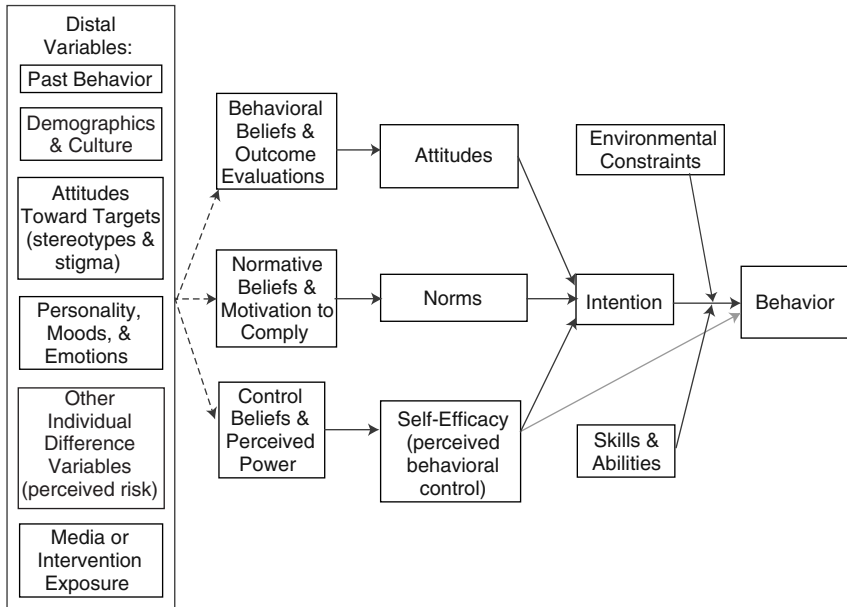 Distal
Variables:
Past Behavior
Demographics
& Culture
Attitudes
Toward Targets
(stereotypes &
stigma)
Personality,
Moods, &
Emotions
Other
Individual
Difference
Variables
(perceived risk)
Media or
Intervention
Exposure
Behavioral
Beliefs &
Outcome
Evaluations
Normative
Beliefs &
Motivation to
Comply
Control
Beliefs &
Perceived
Power
Attitudes
Norms
Self-Efficacy
(perceived
behavioral
control)
Environmental
Constraints
Intention
Skills &
Abilities
Behavior